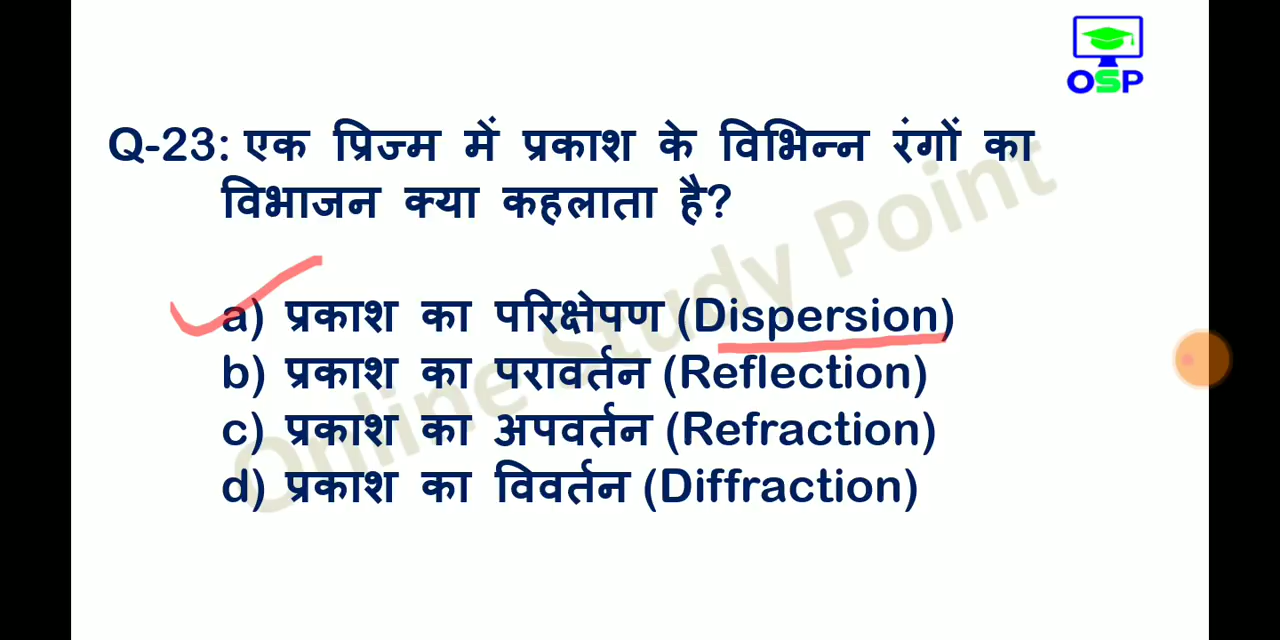 OSP
Q-23: एक प्रिज्म में प्रकाश के विभिन्न रंगों का
विभाजन क्या कहलाता है?
a) प्रकाश का परिक्षेपण (Dispersion)
b) प्रकाश का परावर्तन (Reflection)
c) प्रकाश का अपवर्तन (Refraction)
d) प्रकाश का विवर्तन (Diffraction)
Online Study Point